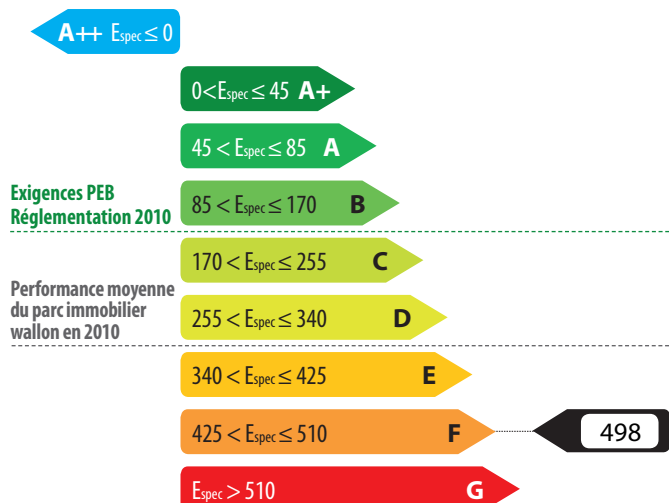 A++ Espec ≤ 0
0<Espec ≤ 45 A+
45 < Espec ≤ 85 A
Exigences PEB
Réglementation 2010
85 < Espec ≤ 170 B
170 < Espec ≤ 255 C
Performance moyenne
du parc immobilier
wallon en 2010
255 < Espec ≤ 340 D
340 < Espec ≤ 425 E
425 < Espec ≤ 510 F
498
Espec > 510 G